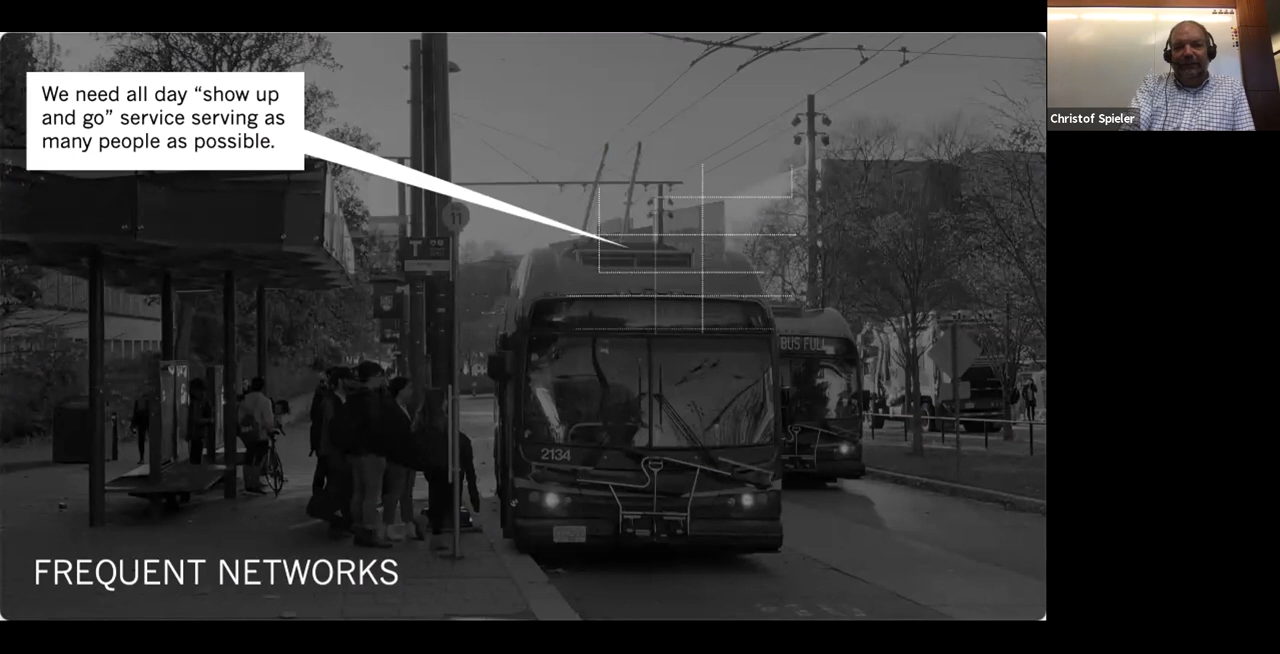 We need all day “show up
and go” service serving as
many people as possible.
Christof Spieler
11
T
BUS FULL
2134
FREQUENT NETWORKS